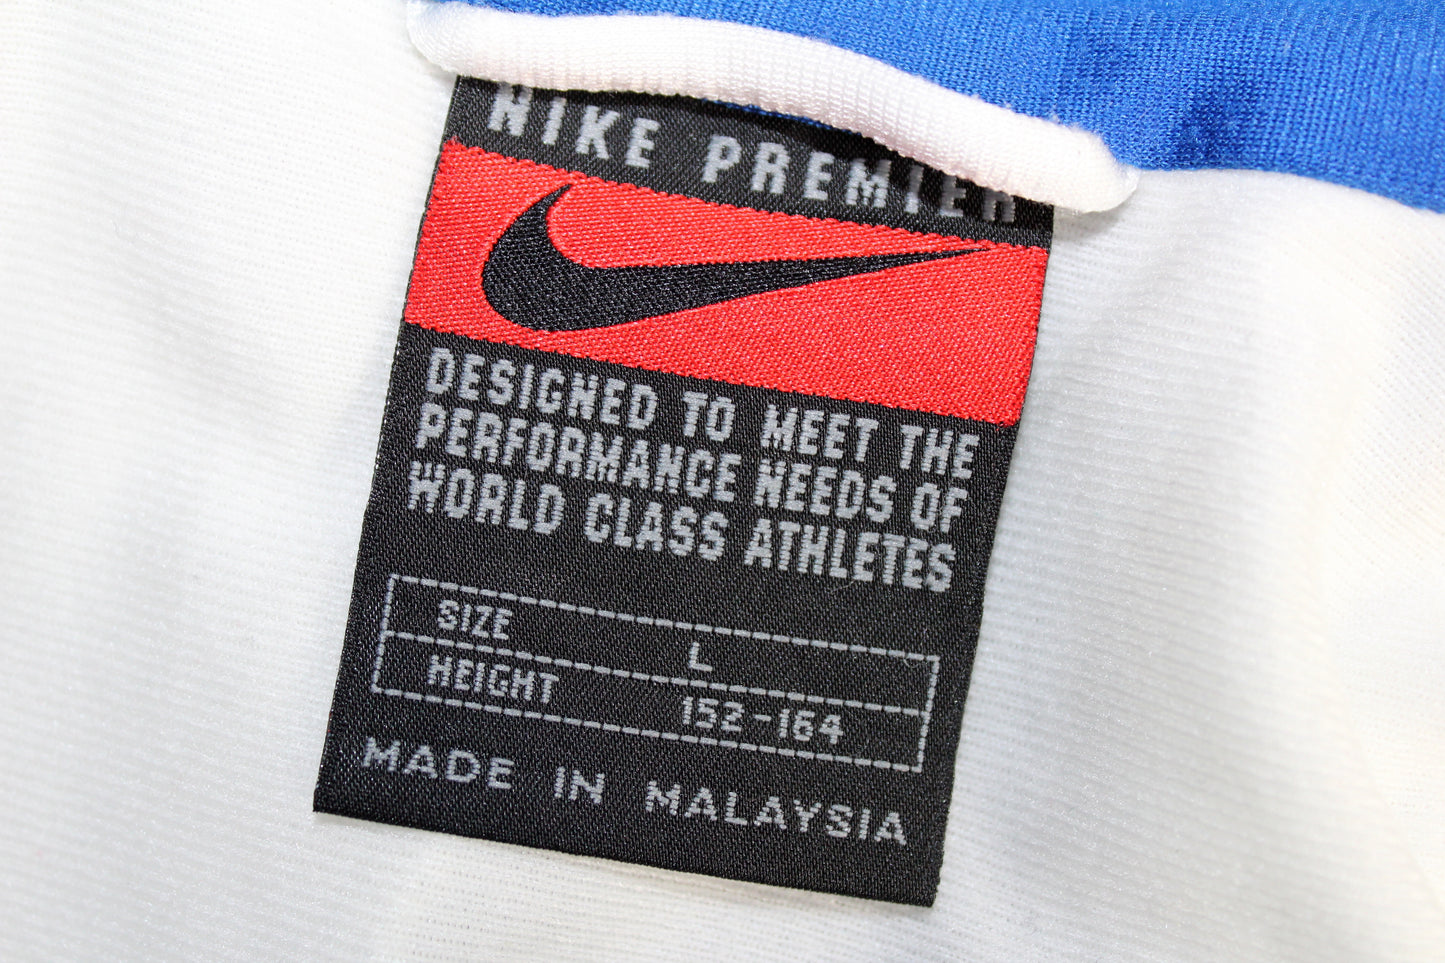 NIKE PREMIER
DESIGNED TO MEET THE
PERFORMANCE NEEDS OF
WORLD CLASS ATHLETES
SIZE L
HEIGHT 152-164
MADE IN MALAYSIA